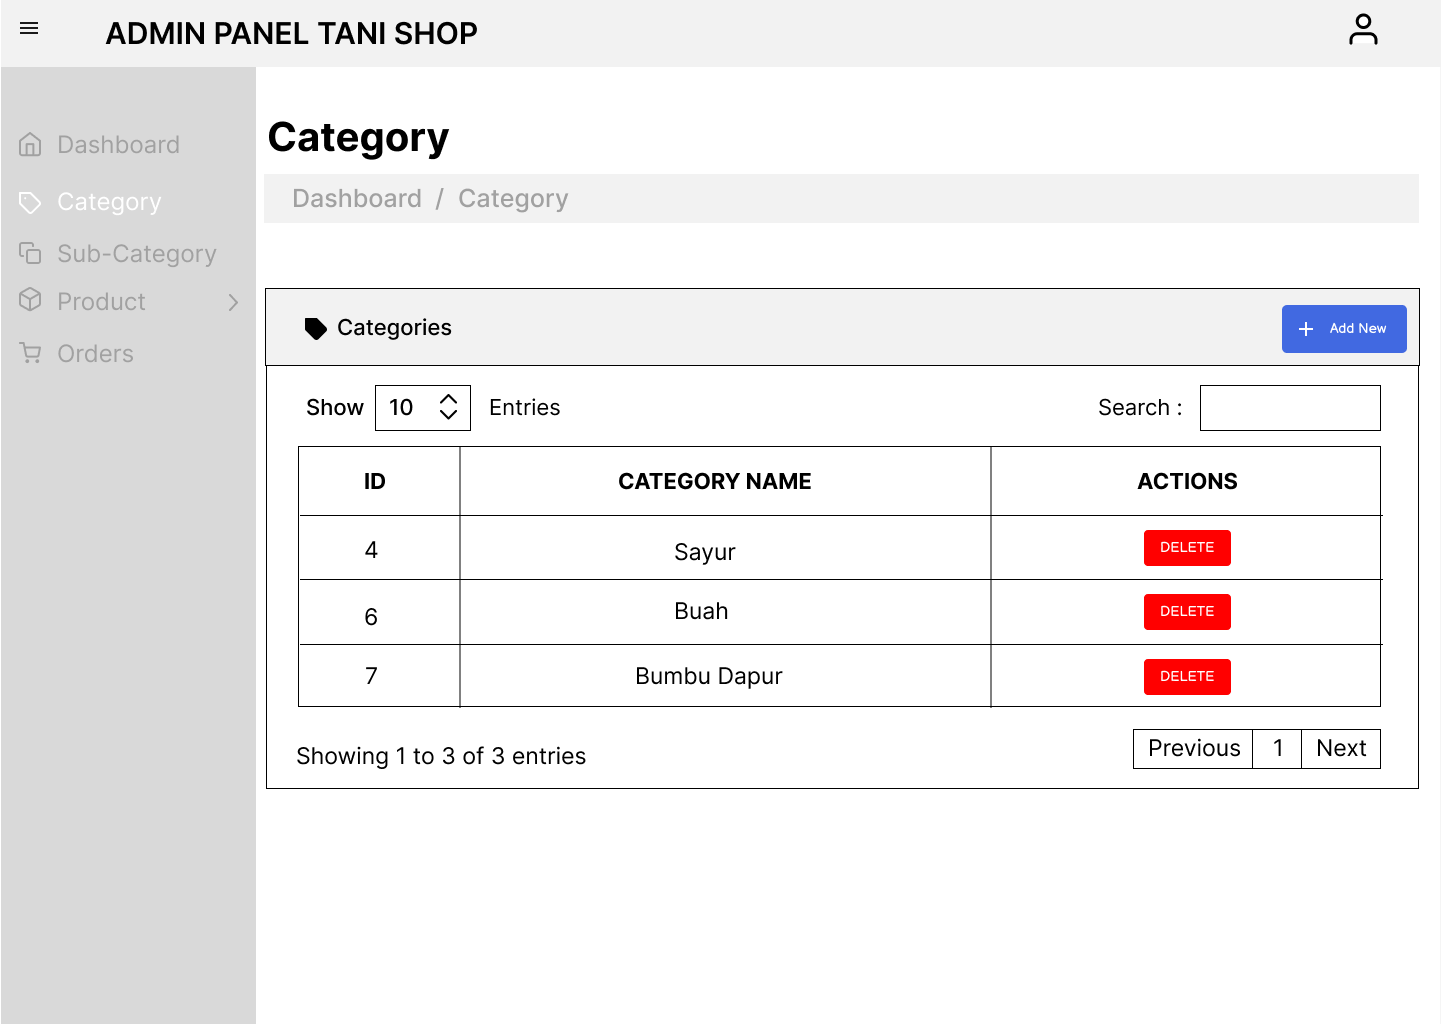 ADMIN PANEL TANI SHOP
Dashboard
Category
Sub-Category
Product
Orders
Category
Dashboard / Category
Categories
Add New
Show 10 Entries
Search :
ID CATEGORY NAME ACTIONS
4 Sayur DELETE
6 Buah DELETE
7 Bumbu Dapur DELETE
Showing 1 to 3 of 3 entries
Previous 1 Next